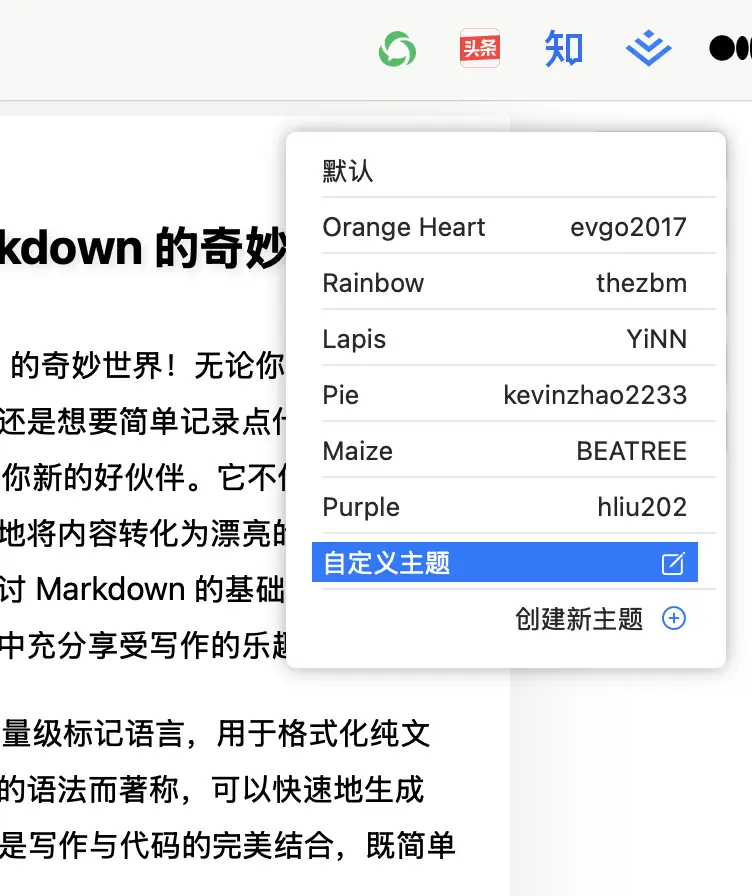 头条
知
默认
Orange Heart evgo2017
Rainbow thezbm
Lapis YiNN
Pie kevinzhao2233
Maize BEATREE
Purple hliu202
自定义主题
创建新主题
kdown 的奇妙
的奇妙世界！无论你
还是想要简单记录点
你新的好伙伴。它不
地将内容转化为漂亮的
讨 Markdown 的基础
中充分享受写作的乐
量级标记语言，用于格式化纯文
的语法而著称，可以快速地生成
是写作与代码的完美结合，既简单